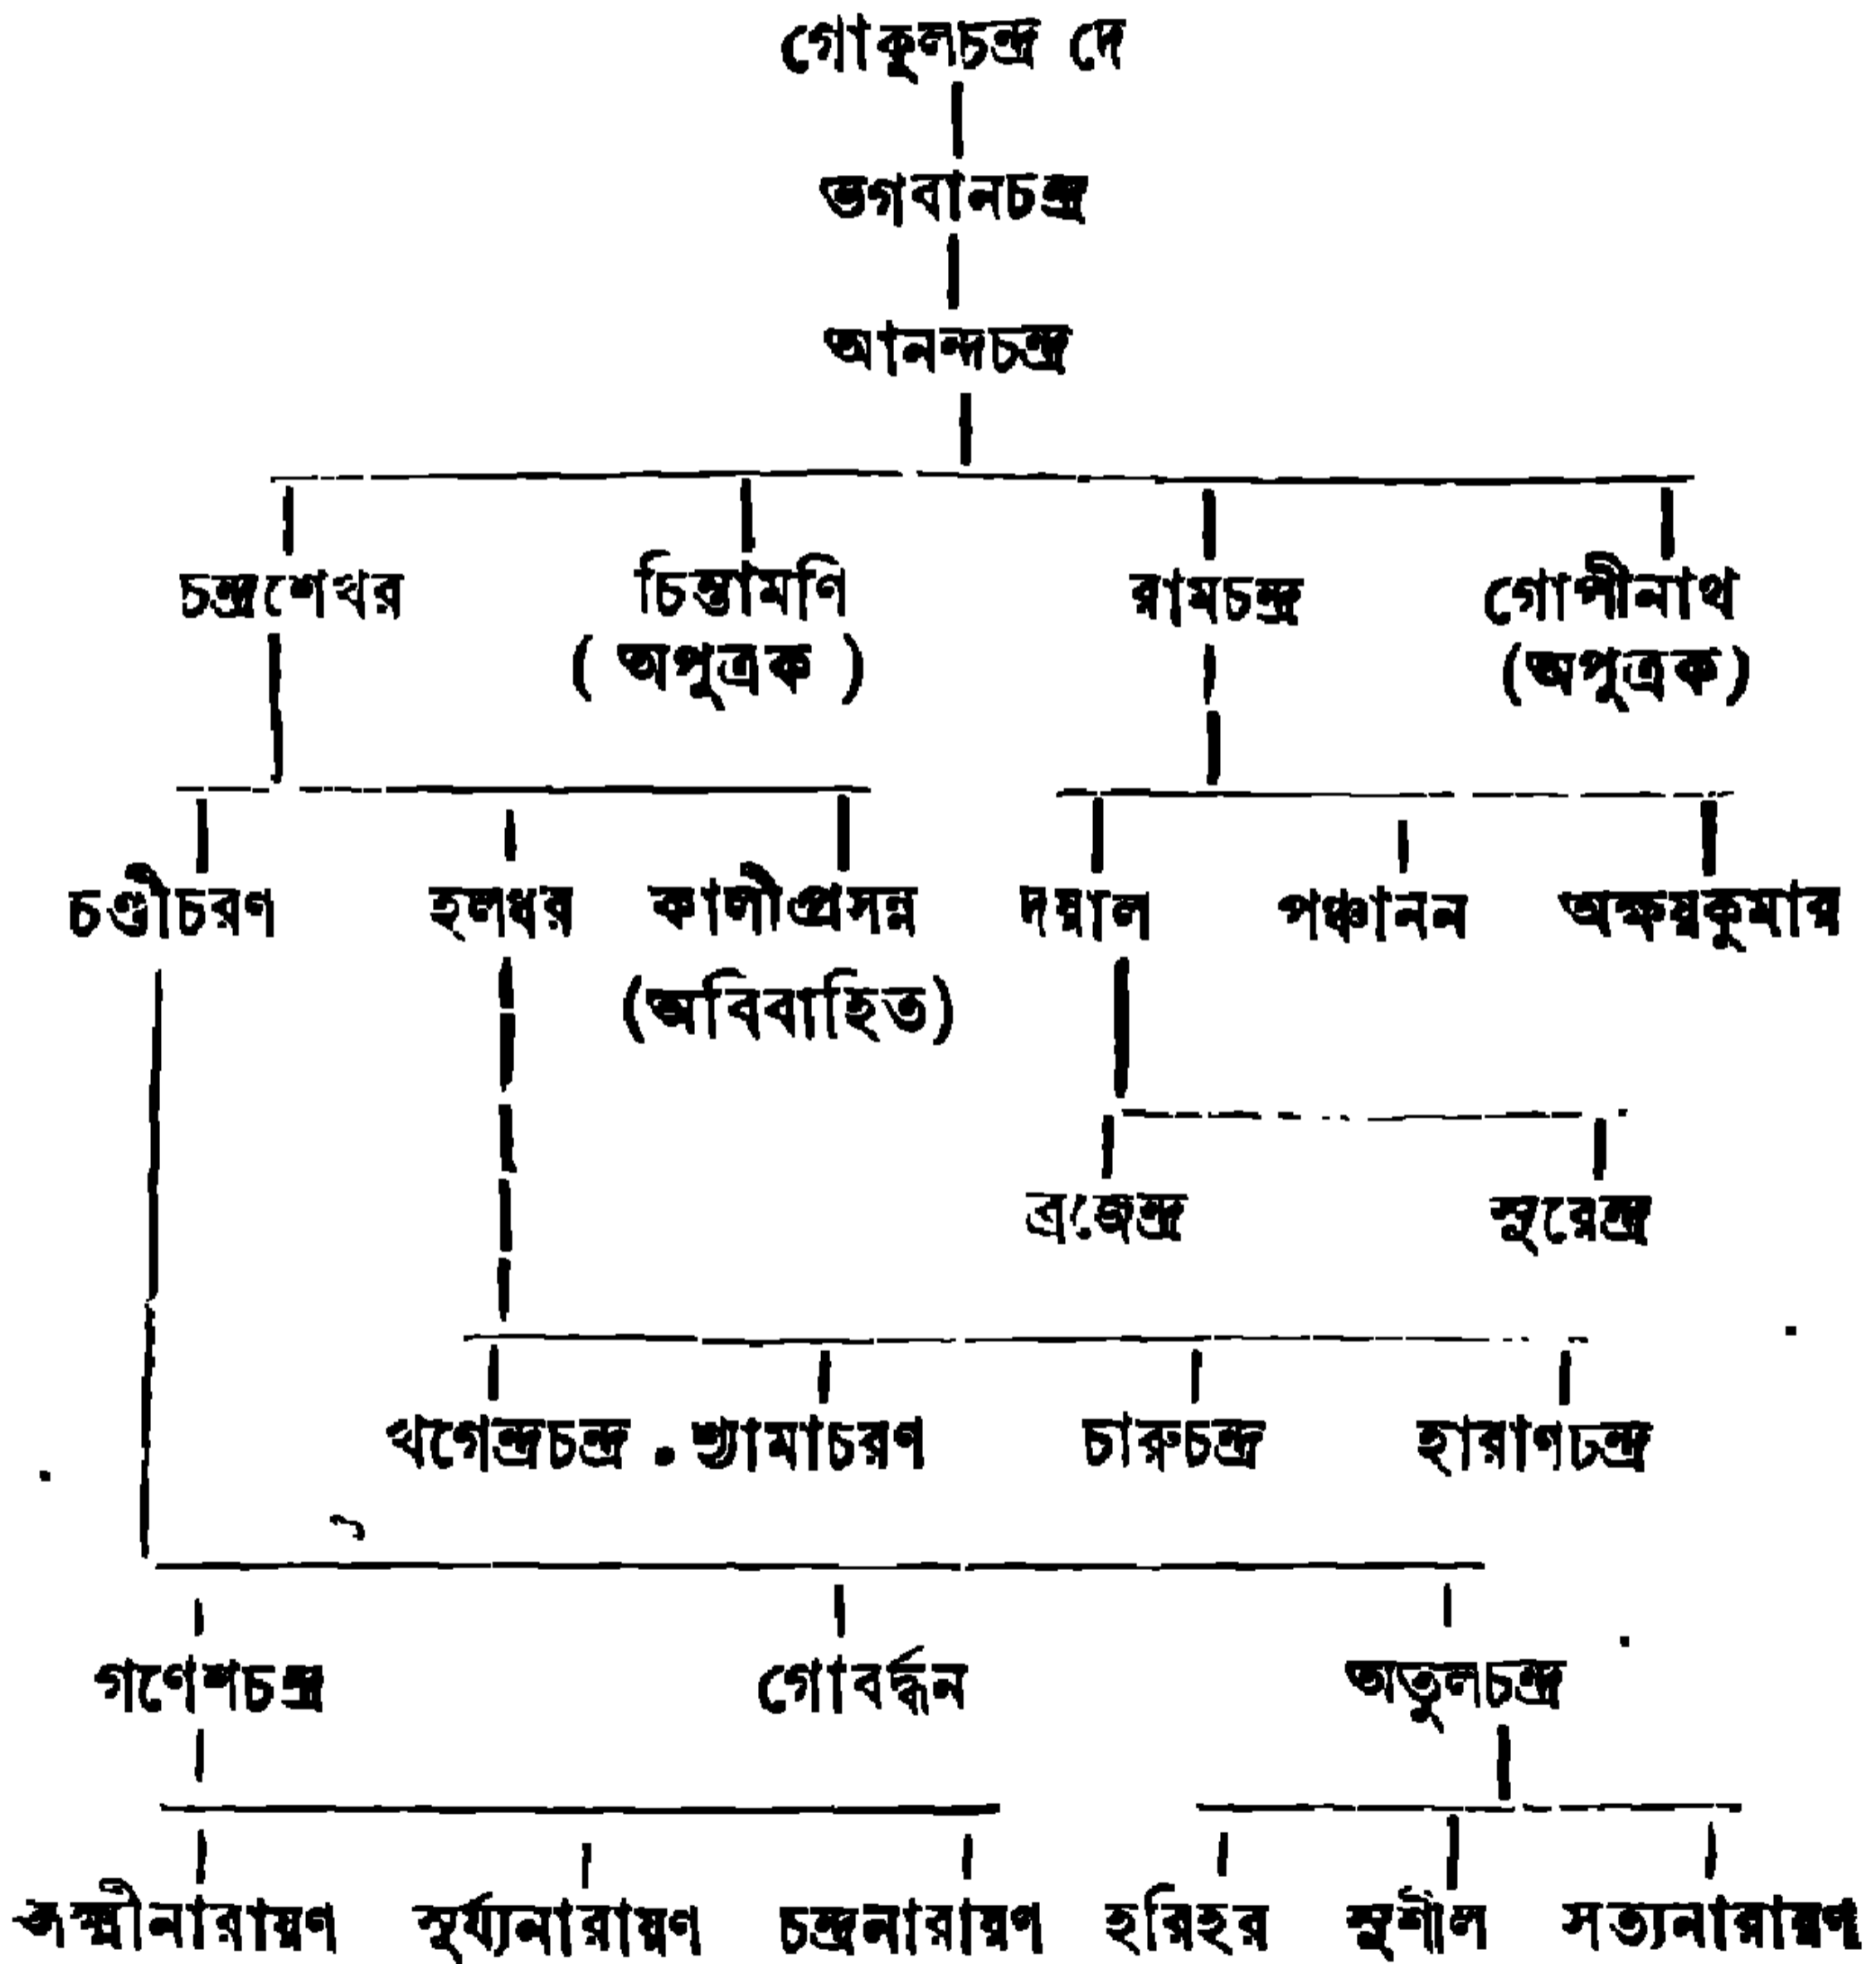 গোকুলচন্দ্র দে
ভগবানচন্দ্র
আনন্দচন্দ্র
চন্দ্রশেখর চিন্তামণি রামচন্দ্র গোপীনাথ
( অপুত্রক ) (অপুত্রক)
চণ্ডীচরণ হলধর কালীপ্রসন্ন দয়াল পঞ্চানন অক্ষয়কুমার
(অবিবাহিত)
ব্রজেন্দ্র সুরেন্দ্র
খগেন্দ্রচন্দ্র শ্যামাচরণ চারুচন্দ্র হারাণচন্দ্র
গণেশচন্দ্র গোবর্দ্ধন অতুলচন্দ্র
লক্ষ্মীনারায়ণ সূর্য্যনারায়ণ চন্দ্রনারায়ণ হরিহর সুশীল সত্যনারায়ণ